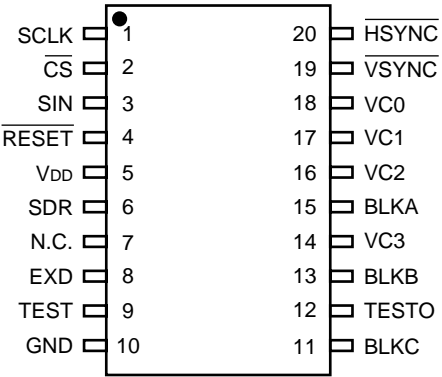 SCLK 1 20 HSYNC
CS 2 19 VSYNC
SIN 3 18 VC0
RESET 4 17 VC1
VDD 5 16 VC2
SDR 6 15 BLKA
N.C. 7 14 VC3
EXD 8 13 BLKB
TEST 9 12 TESTO
GND 10 11 BLKC